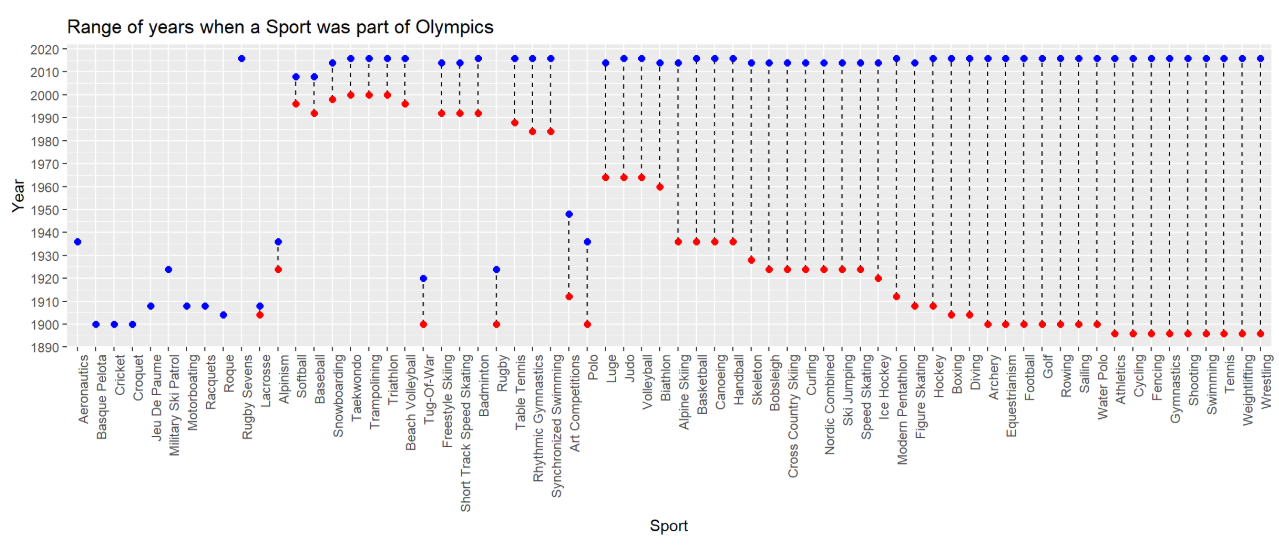 Range of years when a Sport was part of Olympics
Year
2020
2010
2000
1990
1980
1970
1960
1950
1940
1930
1920
1910
1900
1890
Aeronautics
Basque Pelota
Cricket
Croquet
Jeu De Paume
Military Ski Patrol
Motorboating
Racquets
Roque
Rugby Sevens
Lacrosse
Alpinism
Softball
Baseball
Snowboarding
Taekwondo
Trampolining
Triathlon
Beach Volleyball
Tug-Of-War
Freestyle Skiing
Short Track Speed Skating
Badminton
Rugby
Table Tennis
Rhythmic Gymnastics
Synchronized Swimming
Art Competitions
Polo
Luge
Judo
Volleyball
Biathlon
Alpine Skiing
Basketball
Canoeing
Handball
Skeleton
Bobsleigh
Cross Country Skiing
Curling
Nordic Combined
Ski Jumping
Speed Skating
Ice Hockey
Modern Pentathlon
Figure Skating
Hockey
Boxing
Diving
Archery
Equestrianism
Football
Golf
Rowing
Sailing
Water Polo
Athletics
Cycling
Fencing
Gymnastics
Shooting
Swimming
Tennis
Weightlifting
Wrestling
Sport